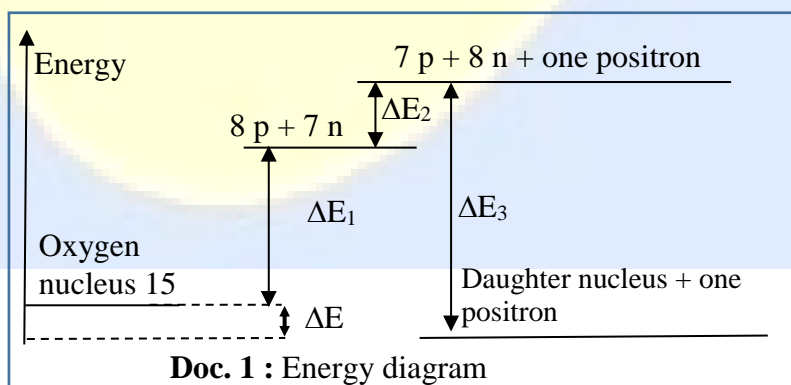 Energy
7 p + 8 n + one positron
ΔE₂
8 p + 7 n
ΔE₁
ΔE₃
Oxygen
nucleus 15
Daughter nucleus + one
positron
ΔE
Doc. 1 : Energy diagram